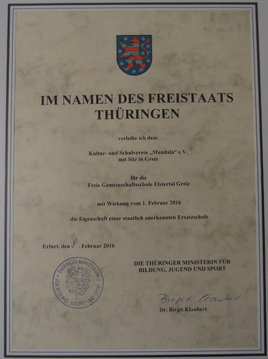 IM NAMEN DES FREISTAATS
THÜRINGEN
verleihe ich dem
Kultur- und Schulverein „Mandala“ e.V.
mit Sitz in Greiz
für die
Freie Gemeinschaftsschule Elstertal Greiz
mit Wirkung vom 1. Februar 2016
die Eigenschaft einer staatlich anerkannten Ersatzschule
Erfurt, den . Februar 2016
DIE THÜRINGER MINISTERIN FÜR
BILDUNG, JUGEND UND SPORT
Birgit Klaubert
Dr. Birgit Klaubert